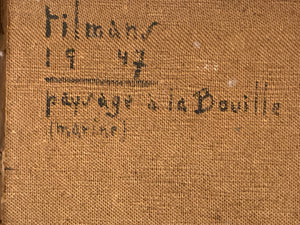 tilmans
19 47
paysage à la Bouille
(marine)